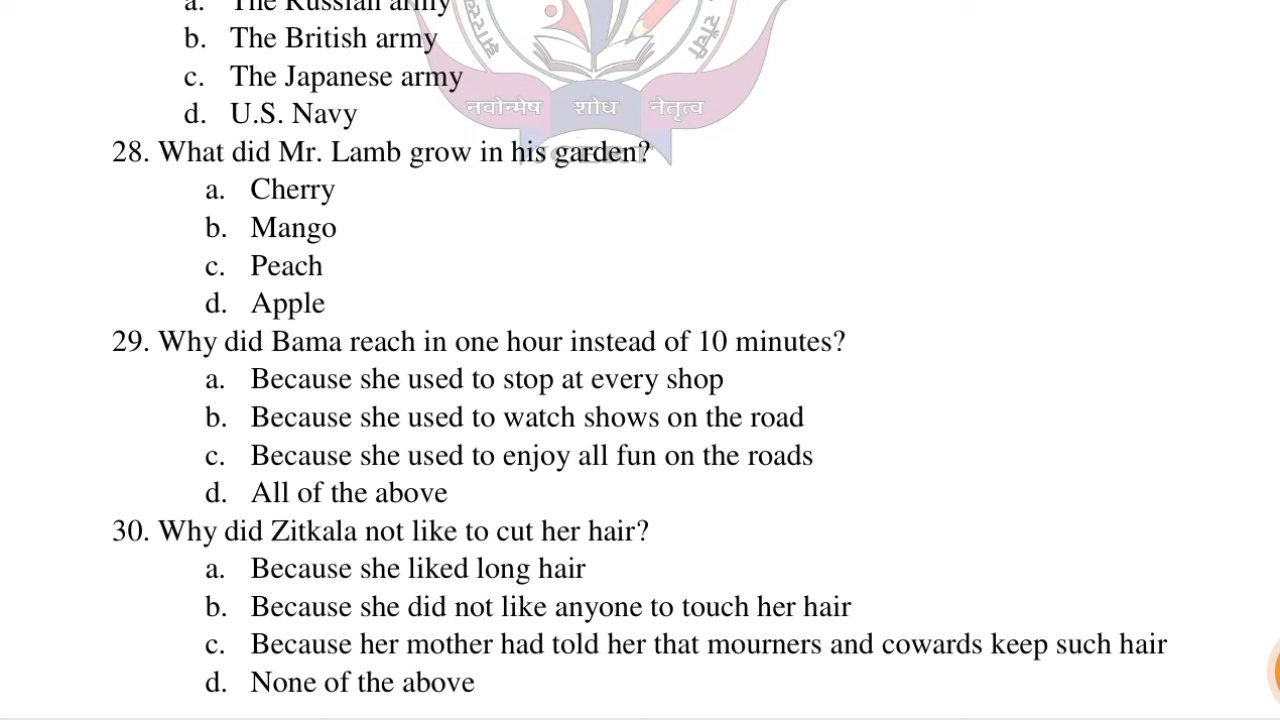 a. The Russian army
b. The British army
c. The Japanese army
d. U.S. Navy
नवोन्मेष शोध नेतृत्व
28. What did Mr. Lamb grow in his garden?
a. Cherry
b. Mango
c. Peach
d. Apple
29. Why did Bama reach in one hour instead of 10 minutes?
a. Because she used to stop at every shop
b. Because she used to watch shows on the road
c. Because she used to enjoy all fun on the roads
d. All of the above
30. Why did Zitkala not like to cut her hair?
a. Because she liked long hair
b. Because she did not like anyone to touch her hair
c. Because her mother had told her that mourners and cowards keep such hair
d. None of the above